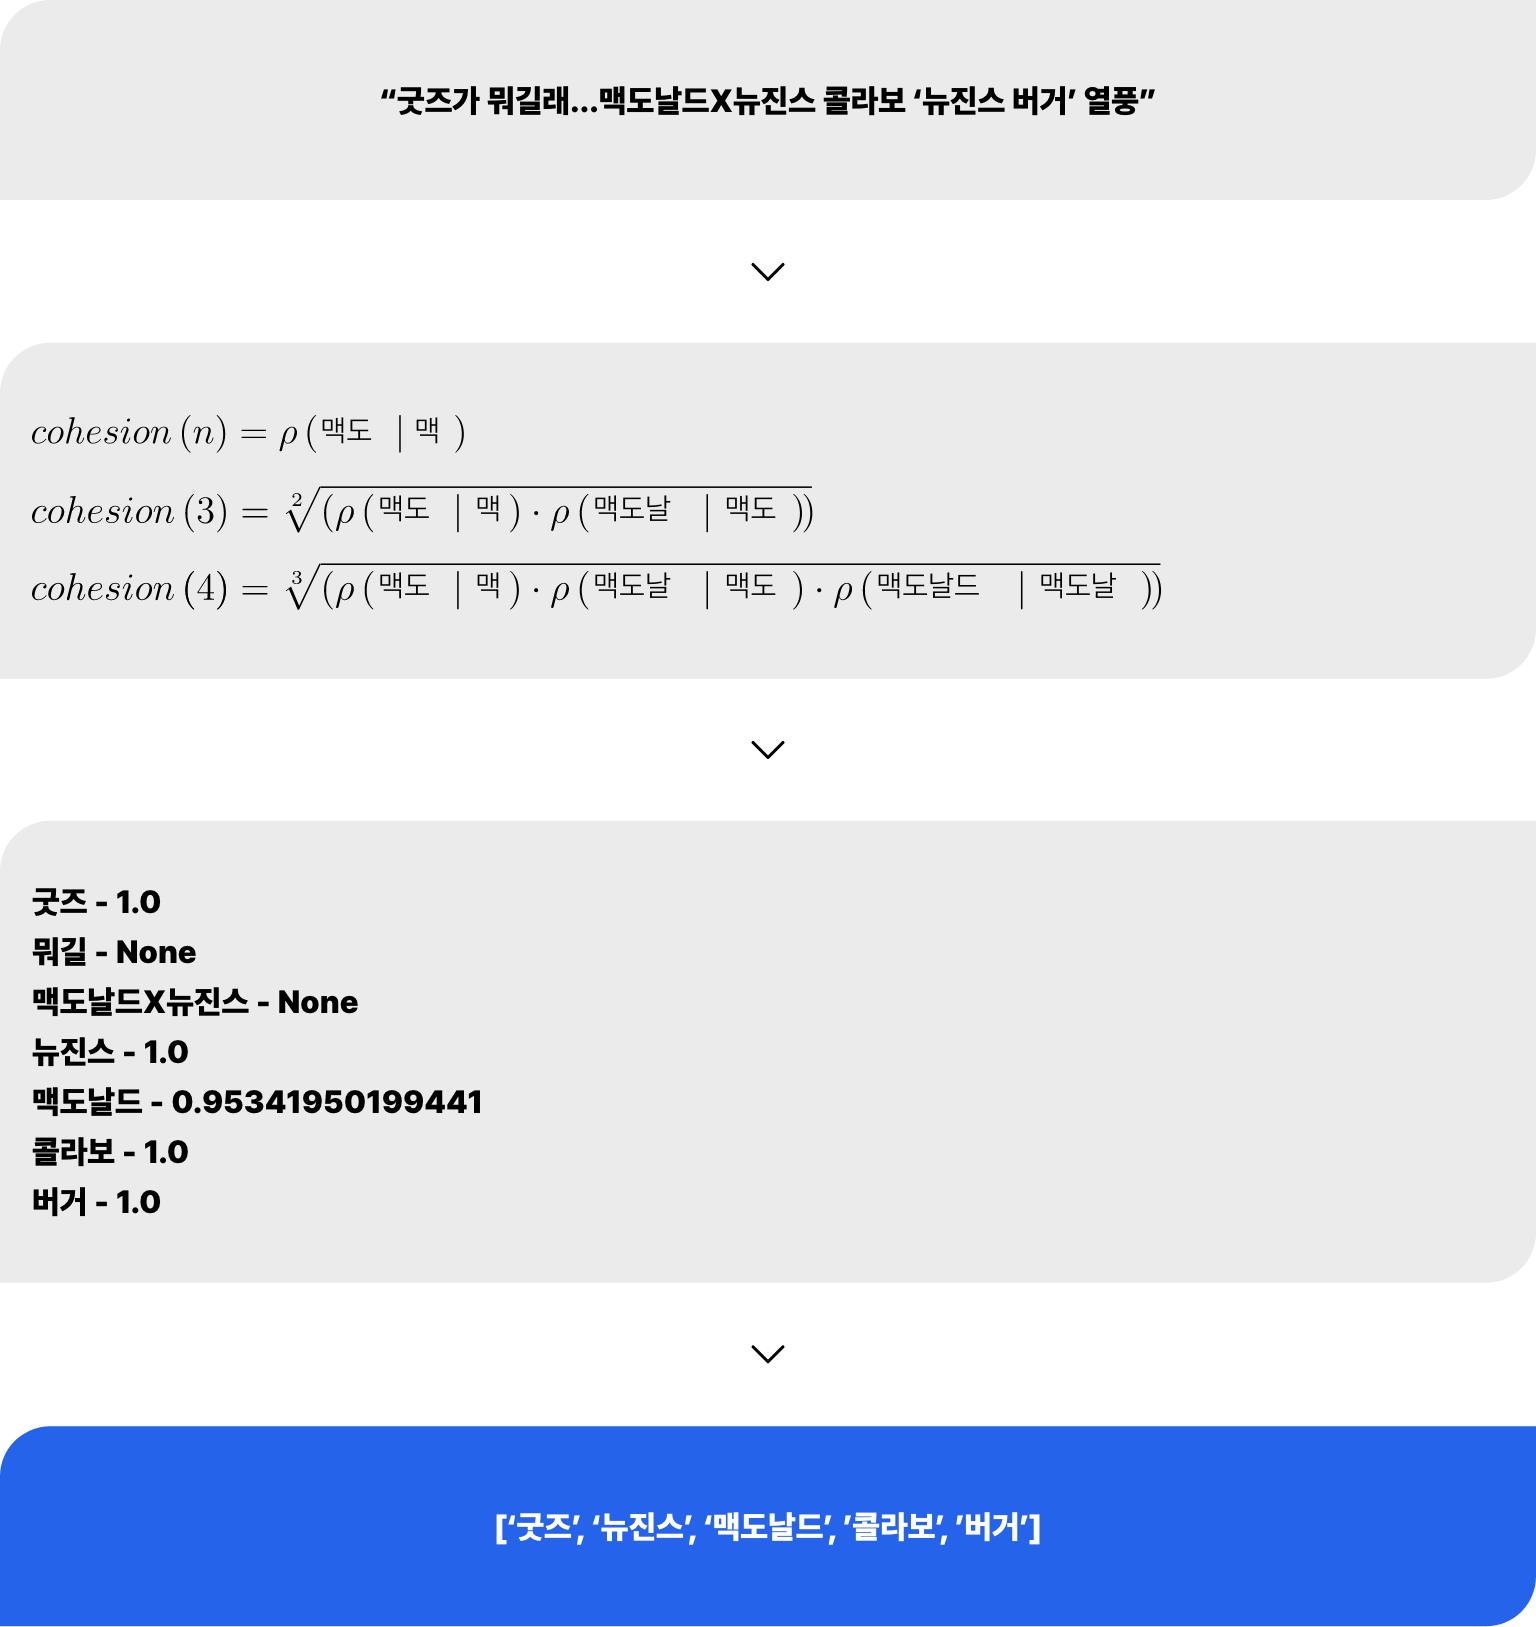 “굿즈가 뭐길래...맥도날드X뉴진스 콜라보 ‘뉴진스 버거’ 열풍”
cohesion (n) = ρ (맥도 | 맥 )
cohesion (3) = ²√(ρ (맥도 | 맥 ) · ρ (맥도날 | 맥도 ))
cohesion (4) = ³√(ρ (맥도 | 맥 ) · ρ (맥도날 | 맥도 ) · ρ (맥도날드 | 맥도날 ))
굿즈 - 1.0
뭐길 - None
맥도날드X뉴진스 - None
뉴진스 - 1.0
맥도날드 - 0.95341950199441
콜라보 - 1.0
버거 - 1.0
[‘굿즈’, ‘뉴진스’, ‘맥도날드’, ’콜라보’, ’버거’]